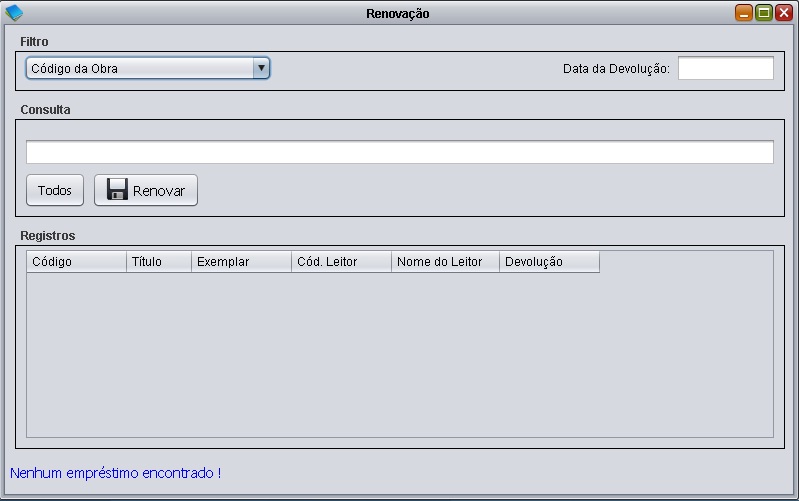 Renovação
Filtro
Código da Obra
Data da Devolução:
Consulta
Todos
Renovar
Registros
Código Título Exemplar Cód. Leitor Nome do Leitor Devolução
Nenhum empréstimo encontrado !